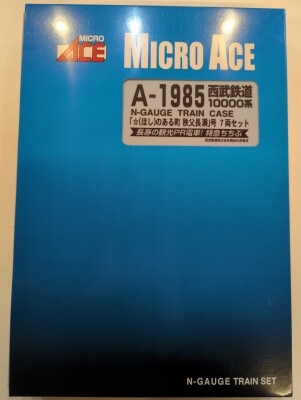 MICRO
ACE
MICRO ACE
A-1985 西武鉄道
10000系
N-GAUGE TRAIN CASE
「☆(ほし)のある町 秩父長瀞」号 7両セット
長瀞の観光PR電車!特急ちちぶ
N-GAUGE TRAIN SET